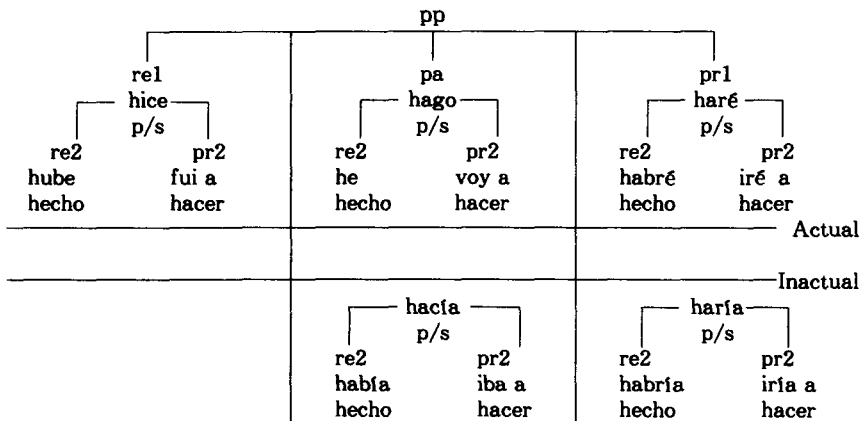 pp
re1 pa pr1
hice hago haré
p/s p/s p/s
re2 pr2 re2 pr2 re2 pr2
hube fui a he voy a habré iré a
hecho hacer hecho hacer hecho hacer
Actual
Inactual
hacía haría
p/s p/s
re2 pr2 re2 pr2
había iba a habría iría a
hecho hacer hecho hacer